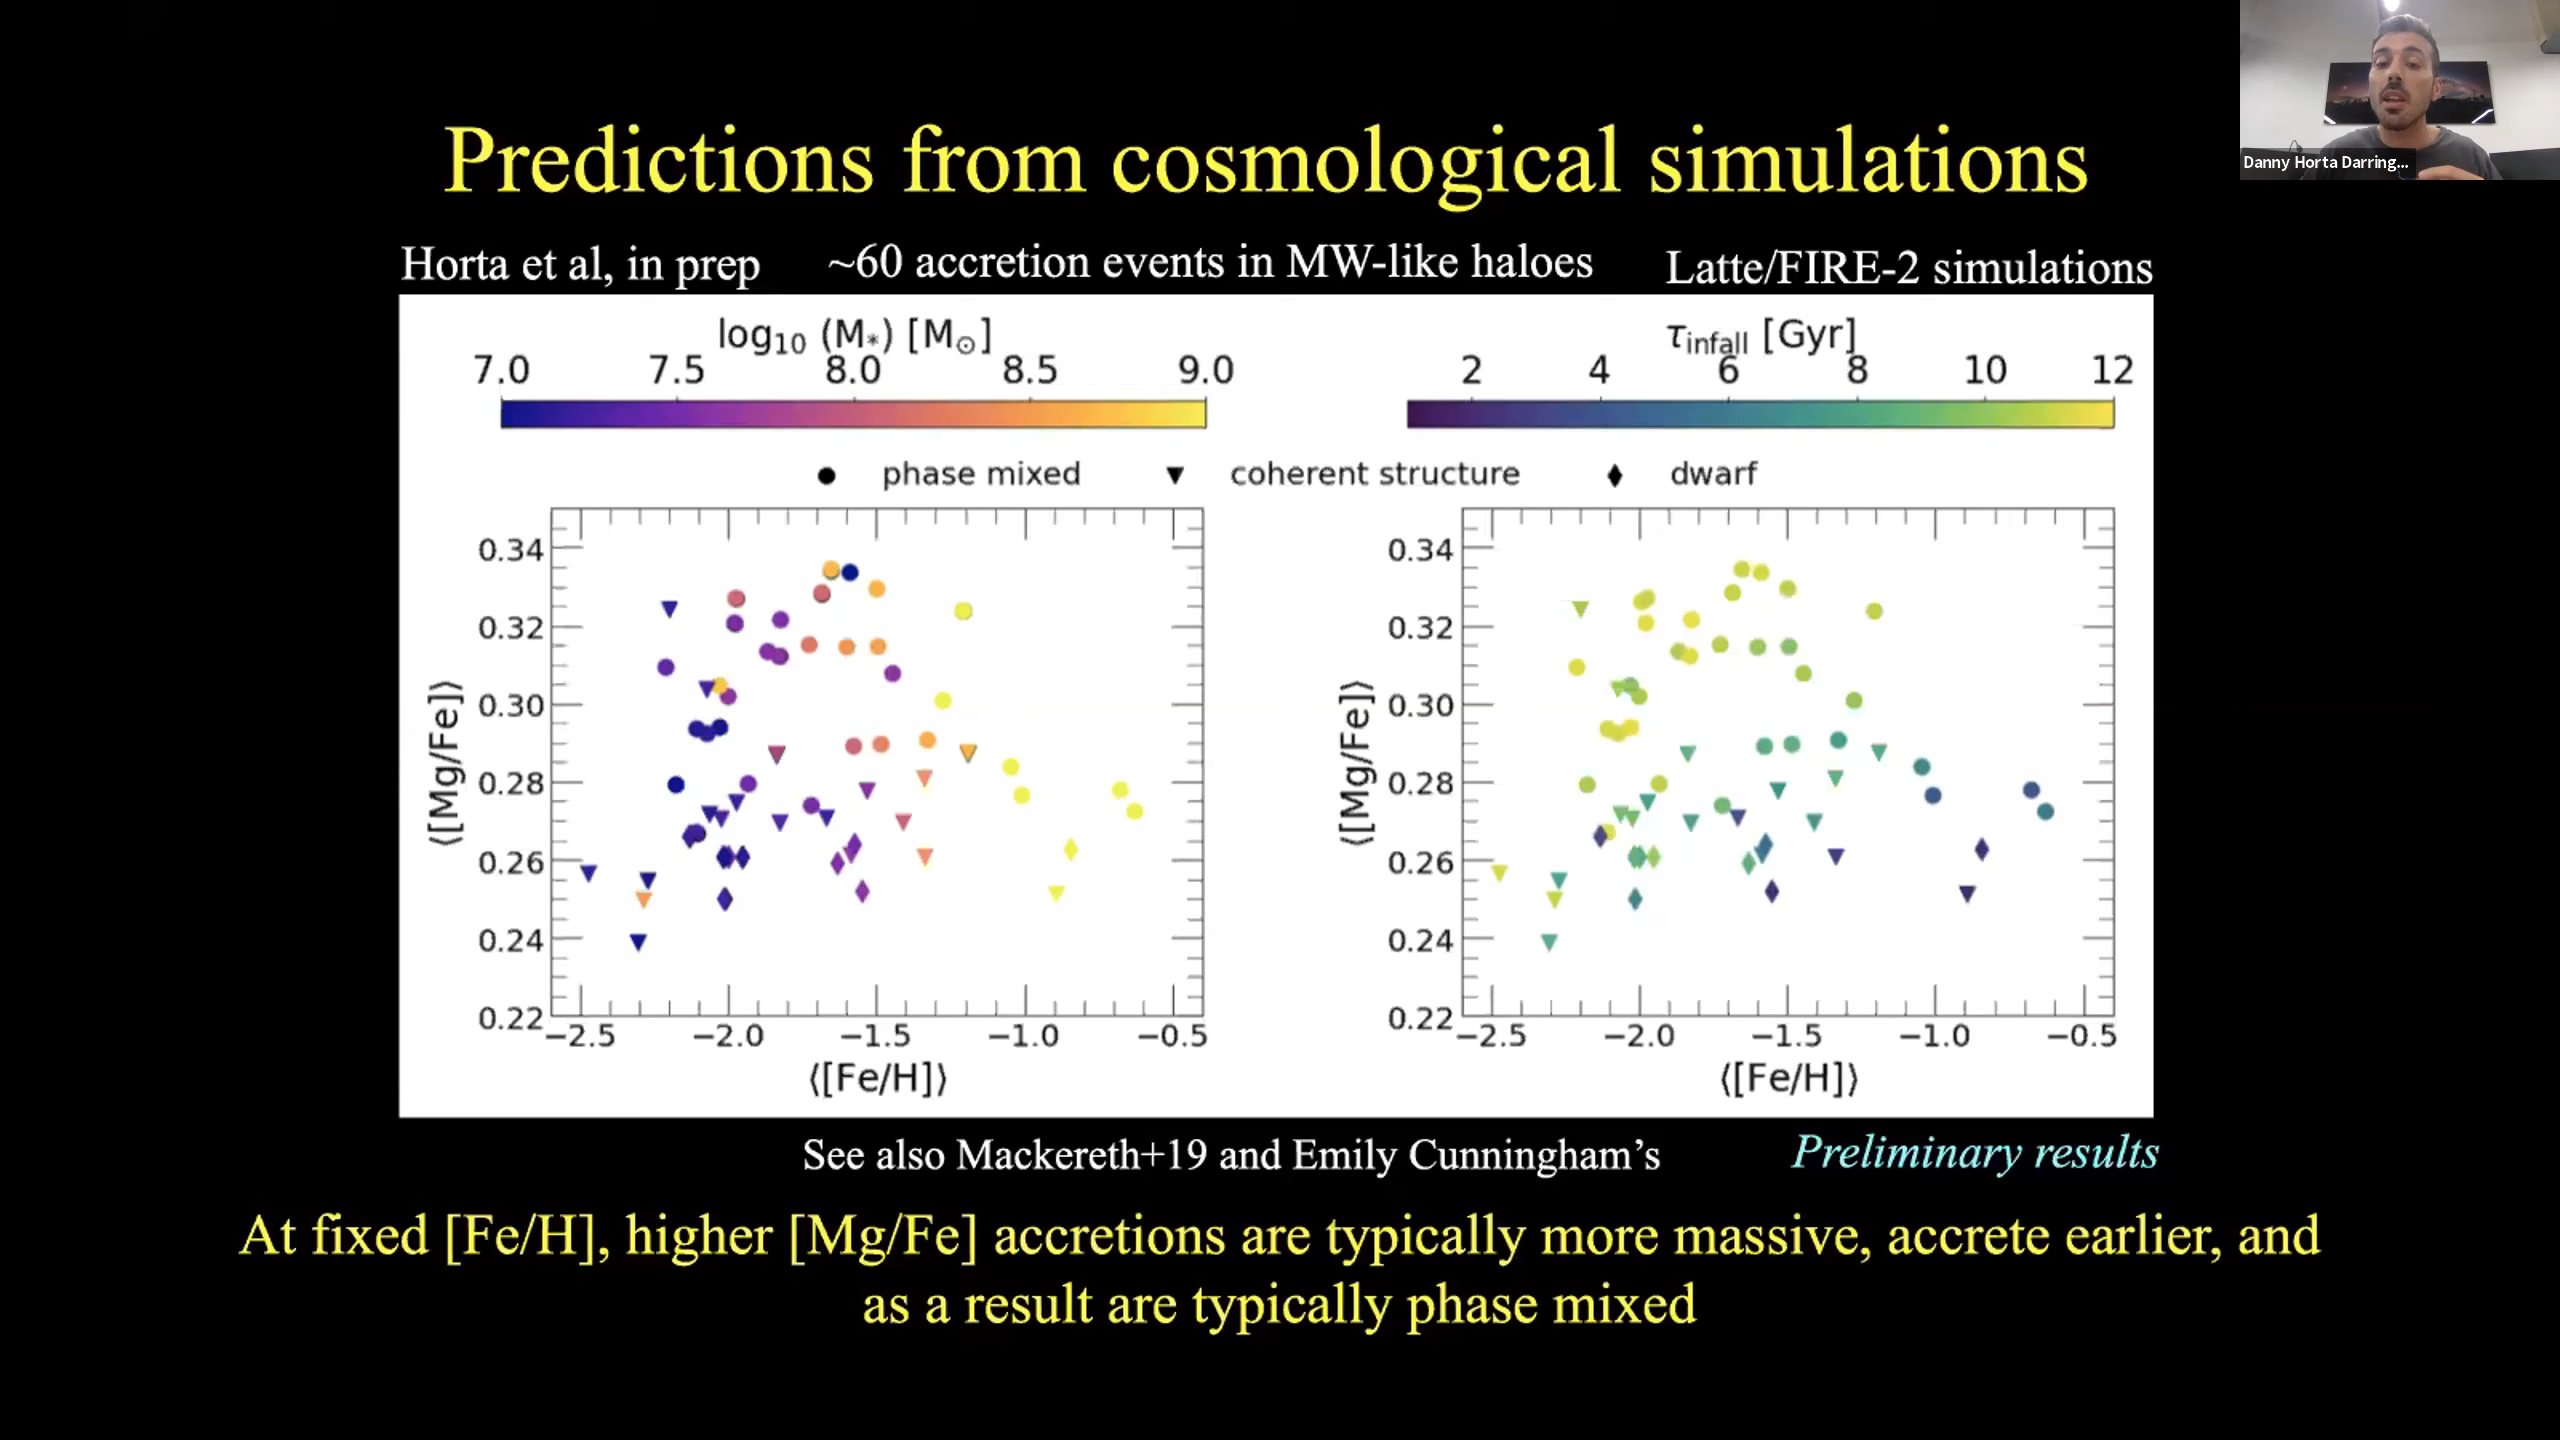 Danny Horta Darring...
Predictions from cosmological simulations
Horta et al, in prep
~60 accretion events in MW-like haloes
Latte/FIRE-2 simulations
log₁₀ (M*) [M⊙]
7.0 7.5 8.0 8.5 9.0
τinfall [Gyr]
2 4 6 8 10 12
phase mixed
coherent structure
dwarf
⟨[Mg/Fe]⟩
0.34
0.32
0.30
0.28
0.26
0.24
0.22
−2.5 −2.0 −1.5 −1.0 −0.5
⟨[Fe/H]⟩
⟨[Mg/Fe]⟩
0.34
0.32
0.30
0.28
0.26
0.24
0.22
−2.5 −2.0 −1.5 −1.0 −0.5
⟨[Fe/H]⟩
See also Mackereth+19 and Emily Cunningham’s
Preliminary results
At fixed [Fe/H], higher [Mg/Fe] accretions are typically more massive, accrete earlier, and
as a result are typically phase mixed